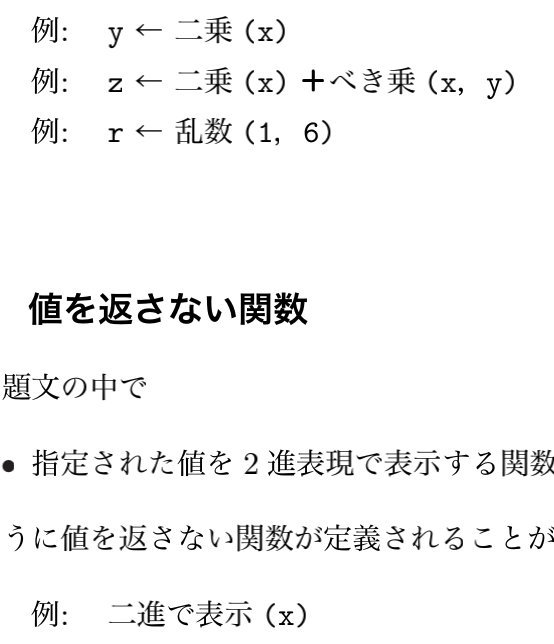 例: y ← 二乗 (x)
例: z ← 二乗 (x) ＋べき乗 (x, y)
例: r ← 乱数 (1, 6)
値を返さない関数
題文の中で
● 指定された値を 2 進表現で表示する関数
うに値を返さない関数が定義されることが
例: 二進で表示 (x)